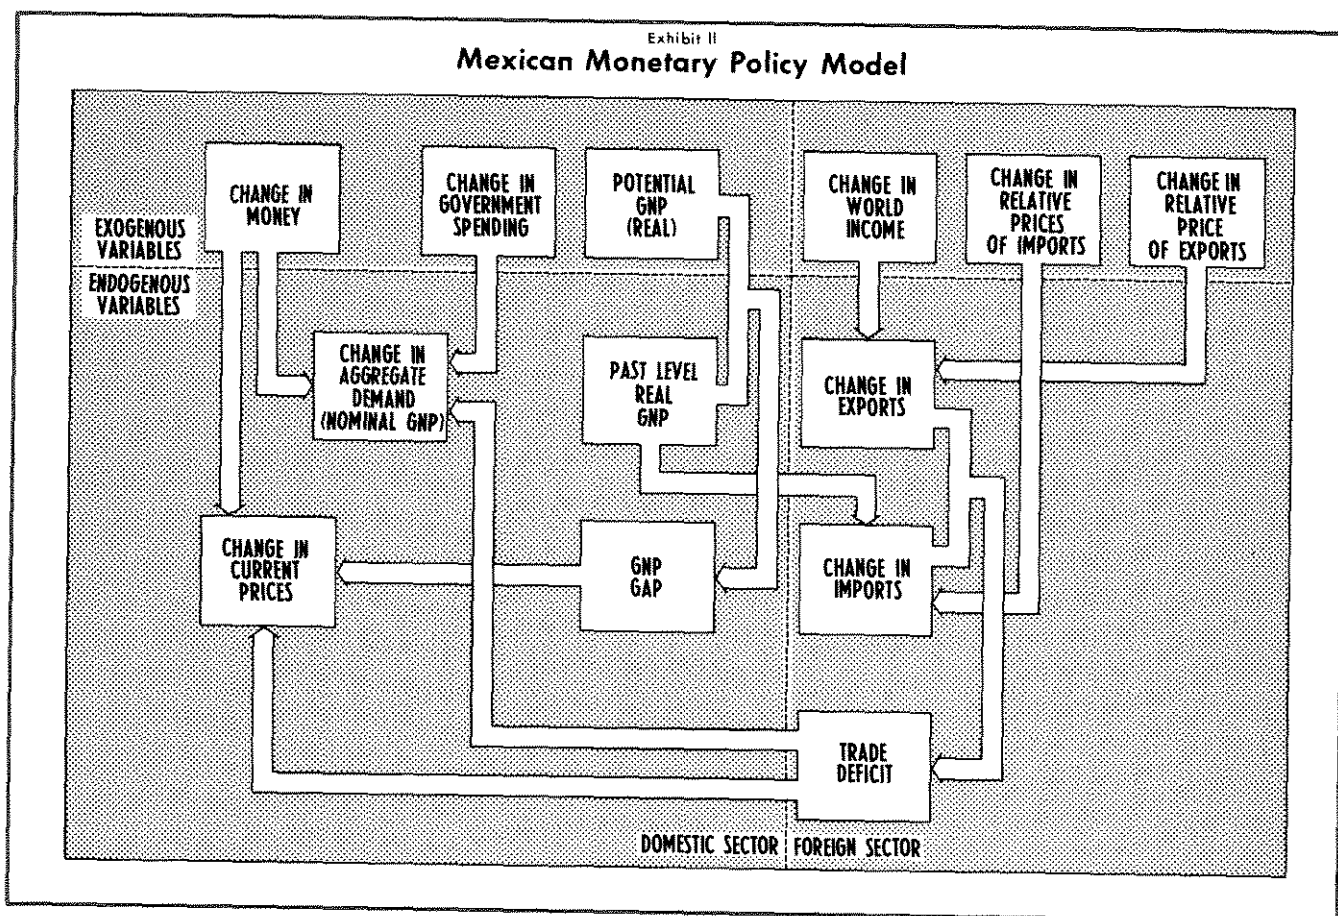 Exhibit II
Mexican Monetary Policy Model
CHANGE IN
MONEY
CHANGE IN
GOVERNMENT
SPENDING
POTENTIAL
GNP
(REAL)
CHANGE IN
WORLD
INCOME
CHANGE IN
RELATIVE
PRICES
OF IMPORTS
CHANGE IN
RELATIVE
PRICE
OF EXPORTS
EXOGENOUS
VARIABLES
ENDOGENOUS
VARIABLES
CHANGE IN
AGGREGATE
DEMAND
(NOMINAL GNP)
PAST LEVEL
REAL
GNP
CHANGE IN
EXPORTS
CHANGE IN
CURRENT
PRICES
GNP
GAP
CHANGE IN
IMPORTS
TRADE
DEFICIT
DOMESTIC SECTOR
FOREIGN SECTOR